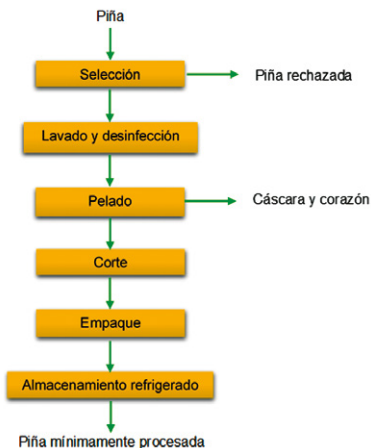 Piña
Selección
Piña rechazada
Lavado y desinfección
Pelado
Cáscara y corazón
Corte
Empaque
Almacenamiento refrigerado
Piña mínimamente procesada